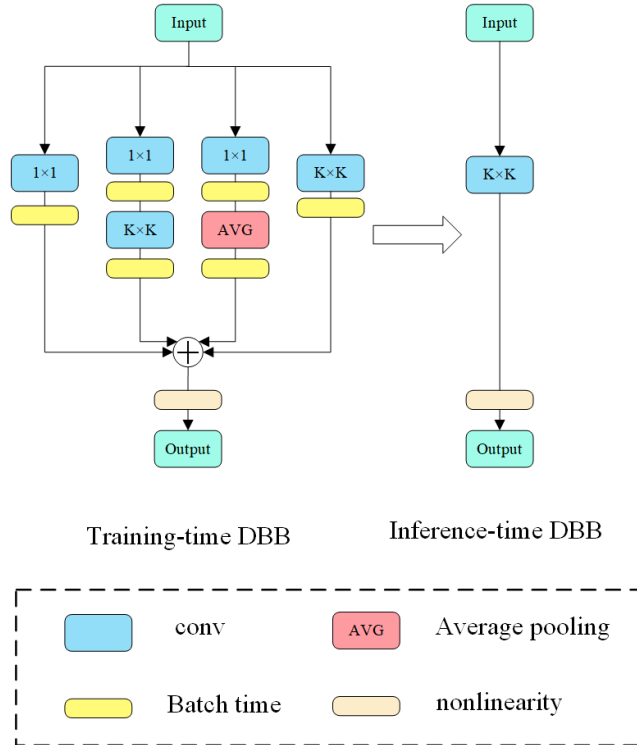 Input
Input
1×1
1×1
1×1
K×K
K×K
K×K
AVG
Output
Output
Training-time DBB
Inference-time DBB
conv
AVG
Average pooling
Batch time
nonlinearity